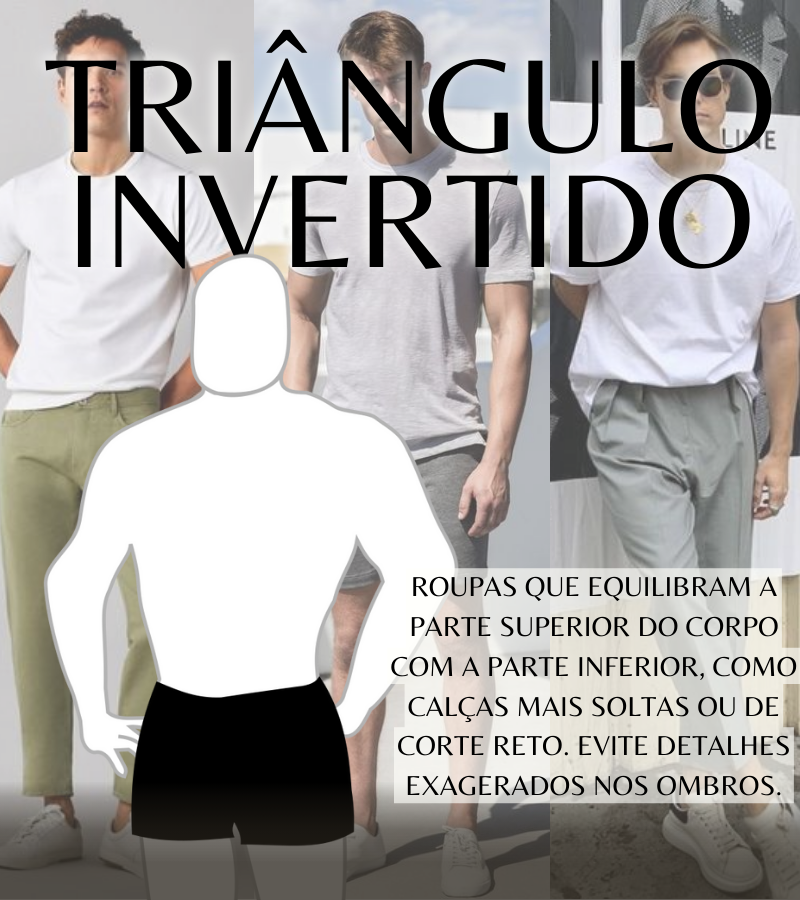 TRIÂNGULO
INVERTIDO
LINE
ROUPAS QUE EQUILIBRAM A
PARTE SUPERIOR DO CORPO
COM A PARTE INFERIOR, COMO
CALÇAS MAIS SOLTAS OU DE
CORTE RETO. EVITE DETALHES
EXAGERADOS NOS OMBROS.